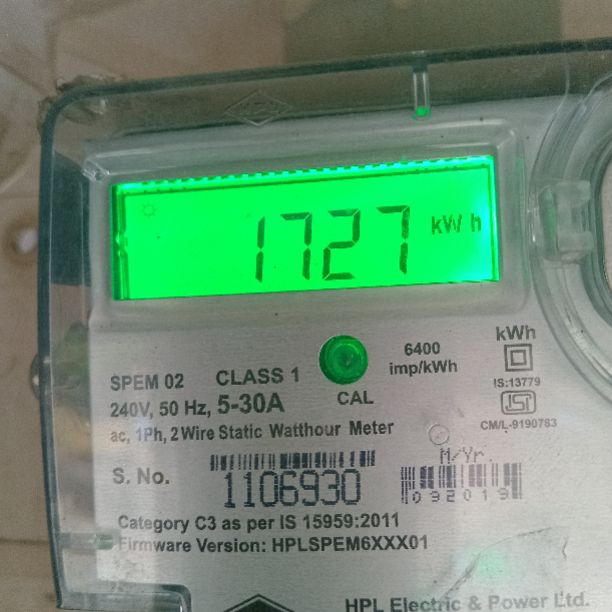 1727 kWh
6400 imp/kWh
kWh
SPEM 02 CLASS 1
CAL
IS:13779
240V, 50 Hz, 5-30A
CM/L-9190783
ac, 1Ph, 2 Wire Static Watthour Meter
M/Yr.
S. No. 1106930
092019
Category C3 as per IS 15959:2011
Firmware Version: HPLSPEM6XXX01
HPL Electric & Power Ltd.